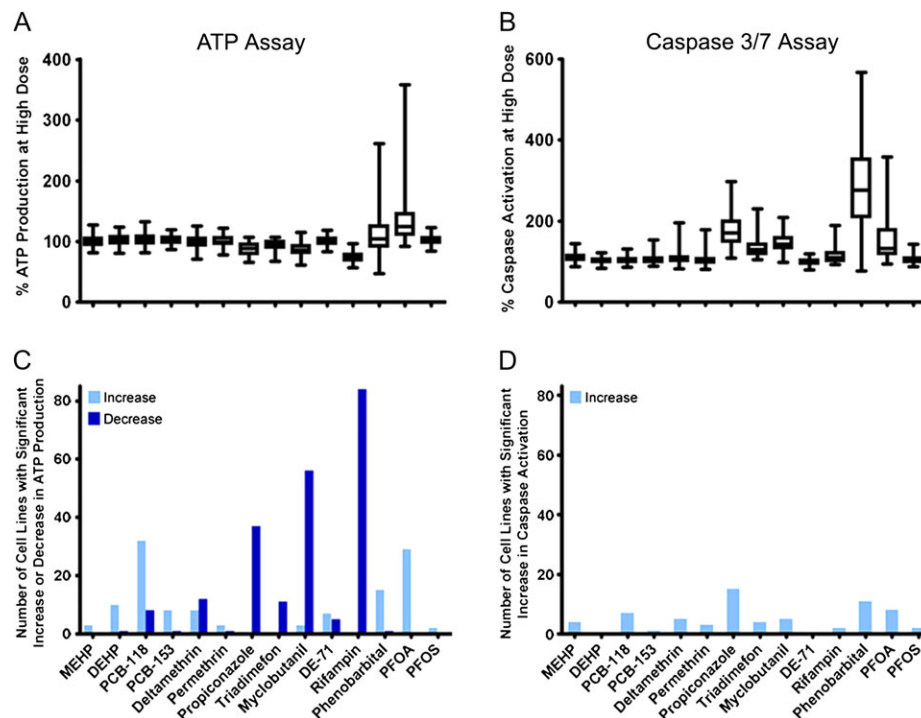 A
ATP Assay
% ATP Production at High Dose
400
300
200
100
0
B
Caspase 3/7 Assay
% Caspase Activation at High Dose
600
400
200
0
C
Number of Cell Lines with Significant
Increase or Decrease in ATP Production
80
60
40
20
0
Increase
Decrease
MEHP
DEHP
PCB-118
PCB-153
Deltamethrin
Permethrin
Propiconazole
Triadimefon
Myclobutanil
DE-71
Rifampin
Phenobarbital
PFOA
PFOS
D
Number of Cell Lines with Significant
Increase in Caspase Activation
80
60
40
20
0
Increase
MEHP
DEHP
PCB-118
PCB-153
Deltamethrin
Permethrin
Propiconazole
Triadimefon
Myclobutanil
DE-71
Rifampin
Phenobarbital
PFOA
PFOS